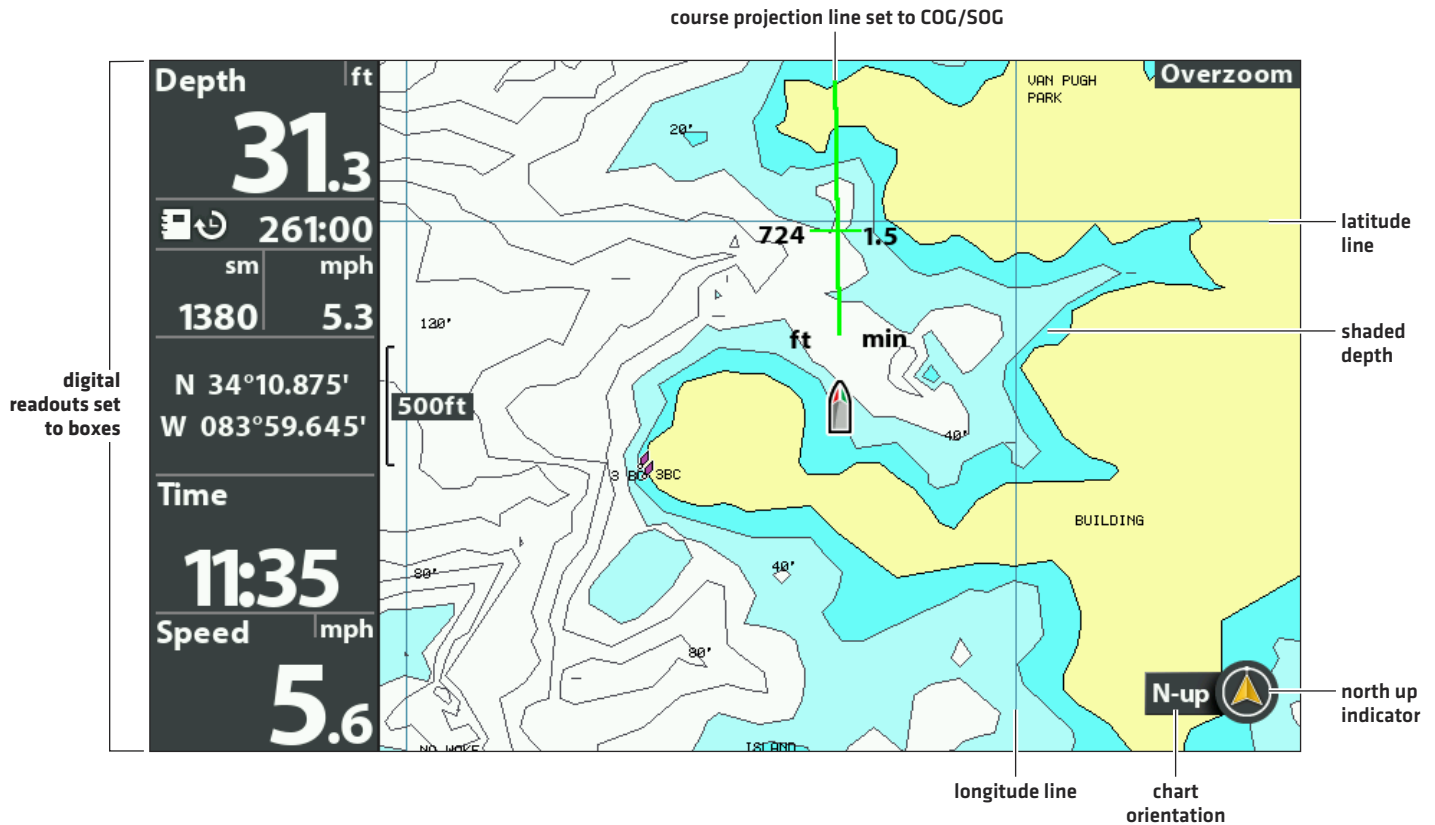 course projection line set to COG/SOG
digital
readouts set
to boxes
Depth ft
31.3
261:00
sm mph
1380 5.3
N 34°10.875'
W 083°59.645'
Time
11:35
Speed mph
5.6
Overzoom
VAN PUGH
PARK
20'
724 1.5
120'
ft min
500ft
40'
3 BC 3BC
BUILDING
80'
40'
80'
N-up
NO WAKE
ISLAND
latitude
line
shaded
depth
north up
indicator
longitude line
chart
orientation